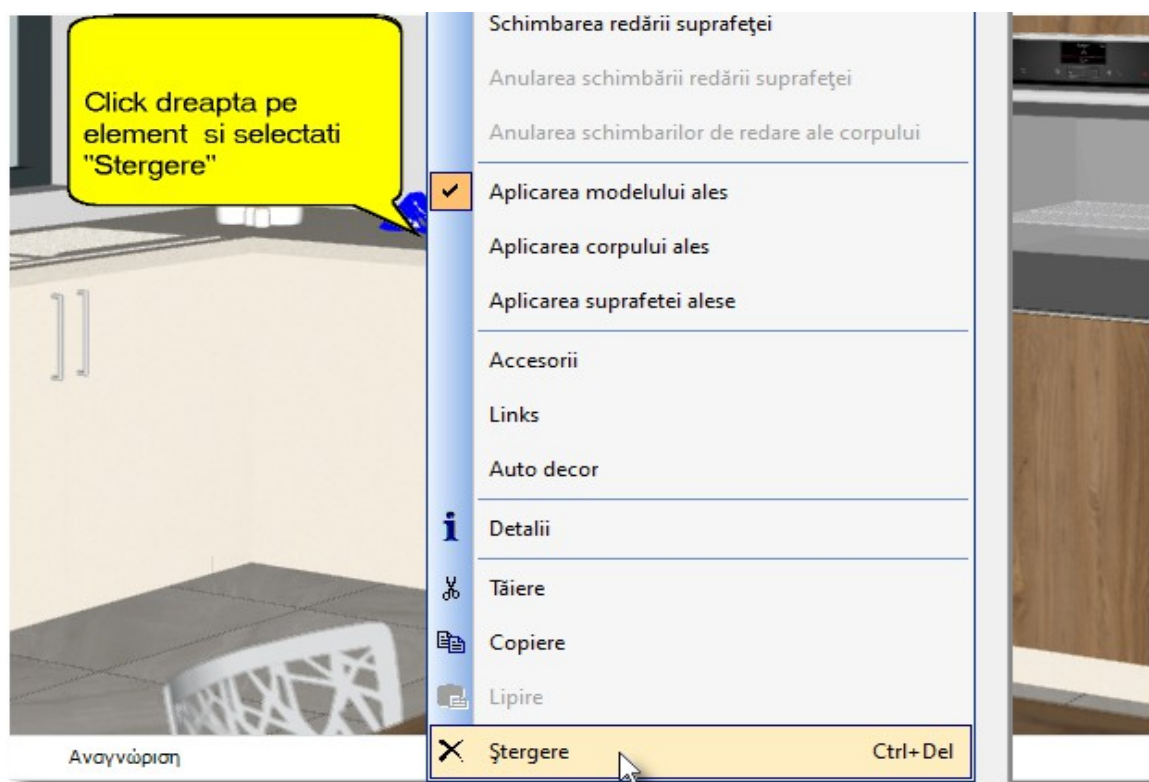 Click dreapta pe
element si selectati
"Stergere"
Schimbarea redării suprafeţei
Anularea schimbării redării suprafeţei
Anularea schimbarilor de redare ale corpului
Aplicarea modelului ales
Aplicarea corpului ales
Aplicarea suprafetei alese
Accesorii
Links
Auto decor
Detalii
Tăiere
Copiere
Lipire
Ştergere Ctrl+Del
Αναγνώριση